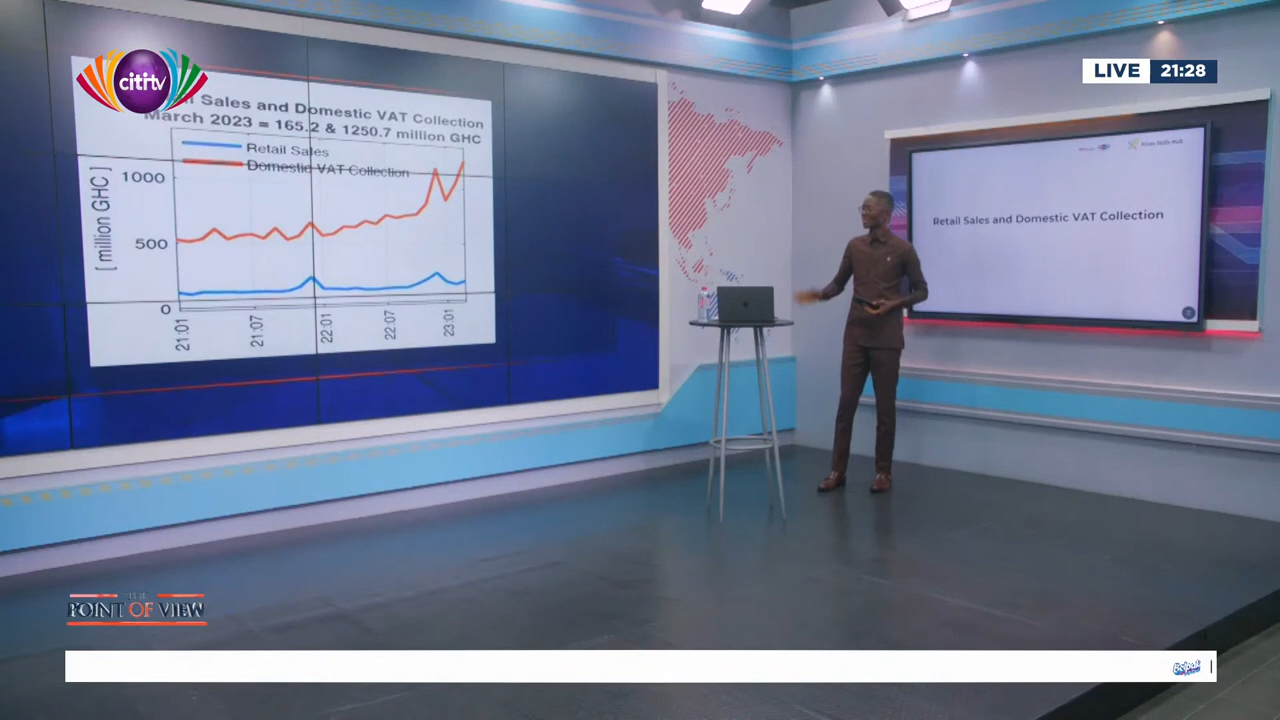 citi tv
LIVE 21:28
Sales and Domestic VAT Collection
March 2023 = 165.2 & 1250.7 million GHC
Retail Sales
Domestic VAT Collection
[ million GHC ]
1000
500
0
21:01
21:07
22:01
22:07
23:01
Retail Sales and Domestic VAT Collection
THE
POINT OF VIEW